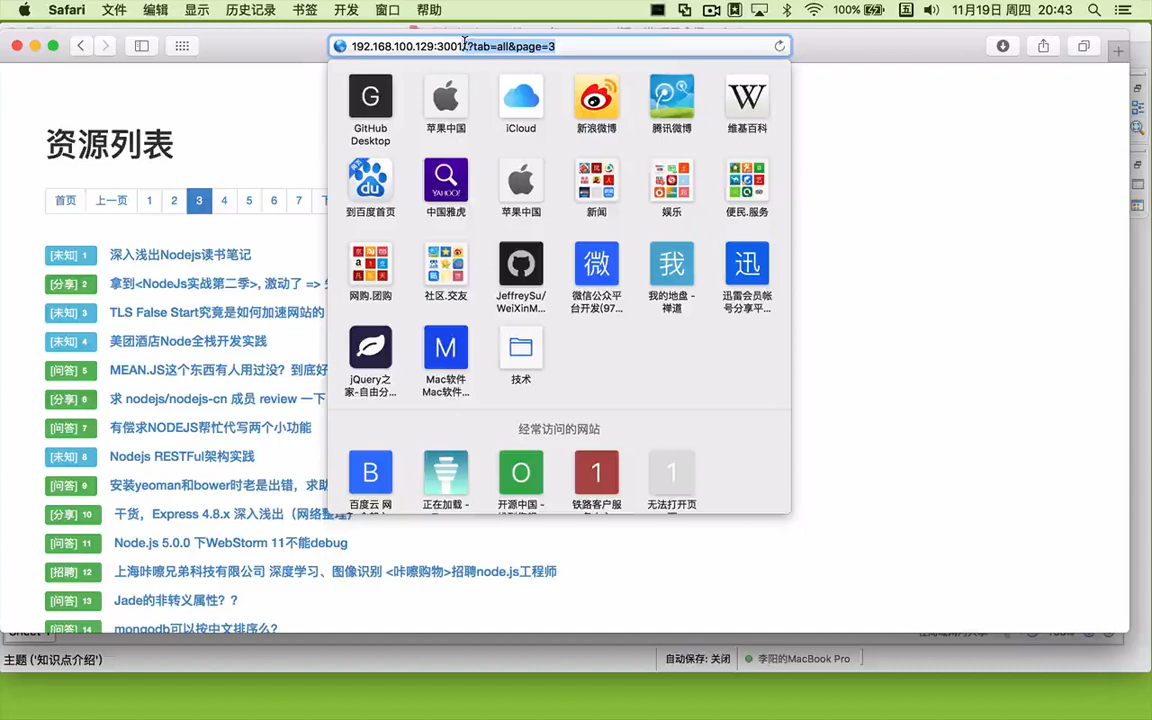 Safari 文件 编辑 显示 历史记录 书签 开发 窗口 帮助 100% 五 11月19日 周四 20:43
192.168.100.129:3001/?tab=all&page=3
资源列表
首页 上一页 1 2 3 4 5 6 7
[未知] 1 深入浅出Nodejs读书笔记
[分享] 2 拿到<NodeJs实战第二季>, 激动了 =>
[未知] 3 TLS False Start究竟是如何加速网站的
[未知] 4 美团酒店Node全栈开发实践
[问答] 5 MEAN.JS这个东西有人用过没？到底好
[分享] 6 求 nodejs/nodejs-cn 成员 review 一下
[问答] 7 有偿求NODEJS帮忙代写两个小功能
[未知] 8 Nodejs RESTFul架构实践
[问答] 9 安装yeoman和bower时老是出错，求助
[分享] 10 干货，Express 4.8.x 深入浅出（网络整理）
[问答] 11 Node.js 5.0.0 下WebStorm 11不能debug
[招聘] 12 上海咔嚓兄弟科技有限公司 深度学习、图像识别 <咔嚓购物>招聘node.js工程师
[问答] 13 Jade的非转义属性？？
[问答] 14 mongodb可以按中文排序么?
G W
GitHub
Desktop
苹果中国
iCloud
新浪微博
腾讯微博
维基百科
du
YAHOO!
到百度首页
中国雅虎
苹果中国
新闻
娱乐
便民.服务
微 我 迅
网购.团购
社区.交友
JeffreySu/
WeiXinM...
微信公众平
台开发(97...
我的地盘 -
禅道
迅雷会员帐
号分享平...
M
jQuery之
家-自由分...
Mac软件
Mac软件...
技术
经常访问的网站
B O 1 1
百度云 网
正在加载 -
开源中国 -
铁路客户服
无法打开页
主题 ('知识点介绍')
自动保存: 关闭
李阳的MacBook Pro